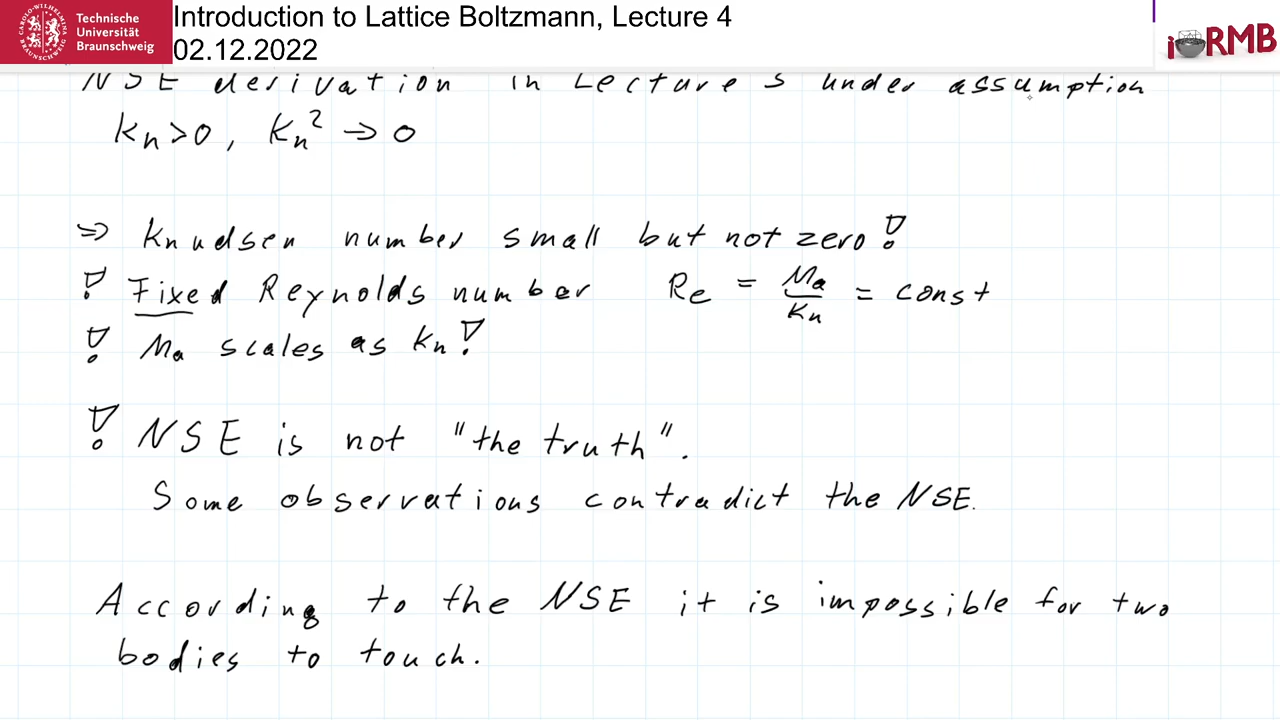 Technische
Universität
Braunschweig
Introduction to Lattice Boltzmann, Lecture 4
02.12.2022
iRMB
NSE derivation in Lecture 3 under assumption
Kn>0, Kn² → 0
⇒ Knudsen number small but not zero!
! Fixed Reynolds number Re = Ma/Kn = const
! Ma scales as Kn!
! NSE is not "the truth".
Some observations contradict the NSE.
According to the NSE it is impossible for two
bodies to touch.